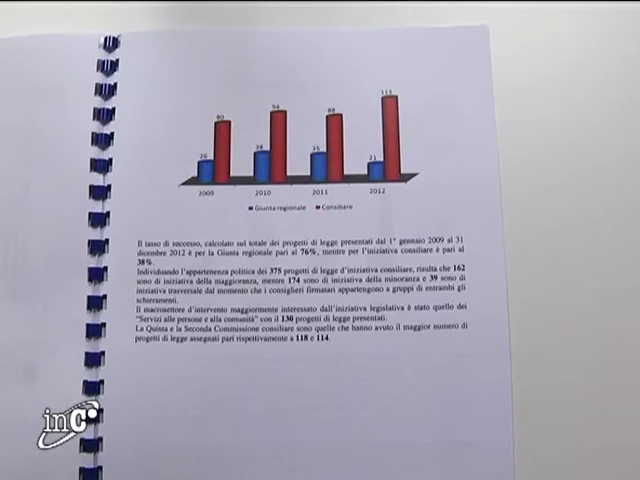 113
94
88
80
38
35
26
21
2009 2010 2011 2012
Giunta regionale Consiliare
Il tasso di successo, calcolato sul totale dei progetti di legge presentati dal 1° gennaio 2009 al 31
dicembre 2012 è per la Giunta regionale pari al 76%, mentre per l'iniziativa consiliare è pari al
38%.
Individuando l'appartenenza politica dei 375 progetti di legge d'iniziativa consiliare, risulta che 162
sono di iniziativa della maggioranza, mentre 174 sono di iniziativa della minoranza e 39 sono di
iniziativa trasversale dal momento che i consiglieri firmatari appartengono a gruppi di entrambi gli
schieramenti.
Il macrosettore d'intervento maggiormente interessato dall'iniziativa legislativa è stato quello dei
"Servizi alle persone e alla comunità" con il 130 progetti di legge presentati.
La Quinta e la Seconda Commissione consiliare sono quelle che hanno avuto il maggior numero di
progetti di legge assegnati pari rispettivamente a 118 e 114.
inC